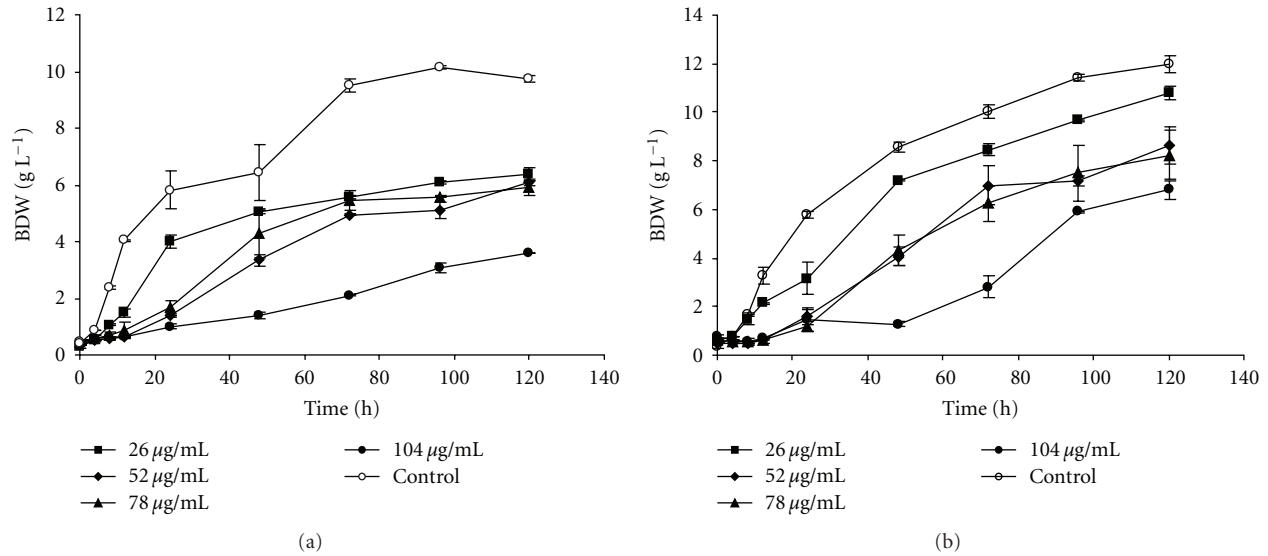 12
10
8
6
4
2
0
BDW (g L⁻¹)
0 20 40 60 80 100 120 140
Time (h)
26 µg/mL
52 µg/mL
78 µg/mL
104 µg/mL
Control
(a)
14
12
10
8
6
4
2
0
BDW (g L⁻¹)
0 20 40 60 80 100 120 140
Time (h)
26 µg/mL
52 µg/mL
78 µg/mL
104 µg/mL
Control
(b)